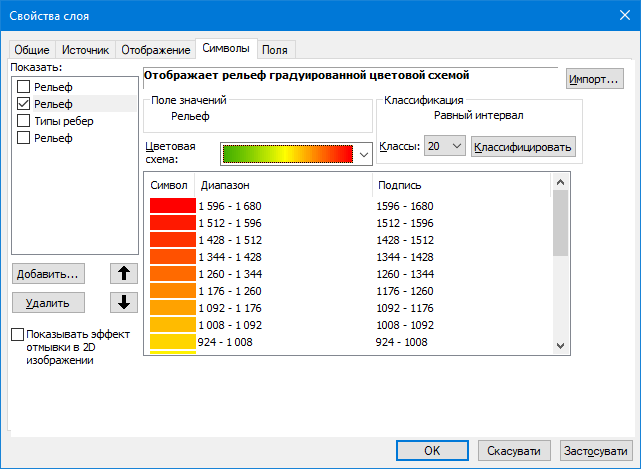 Свойства слоя
Общие Источник Отображение Символы Поля
Показать:
Рельеф
Рельеф
Типы ребер
Рельеф
Добавить...
Удалить
Показывать эффект
отмывки в 2D
изображении
Отображает рельеф градуированной цветовой схемой
Импорт...
Поле значений
Рельеф
Классификация
Равный интервал
Цветовая
схема:
Классы: 20 Классифицировать
Символ Диапазон Подпись
1 596 - 1 680 1596 - 1680
1 512 - 1 596 1512 - 1596
1 428 - 1 512 1428 - 1512
1 344 - 1 428 1344 - 1428
1 260 - 1 344 1260 - 1344
1 176 - 1 260 1176 - 1260
1 092 - 1 176 1092 - 1176
1 008 - 1 092 1008 - 1092
924 - 1 008 924 - 1008
OK Скасувати Застосувати